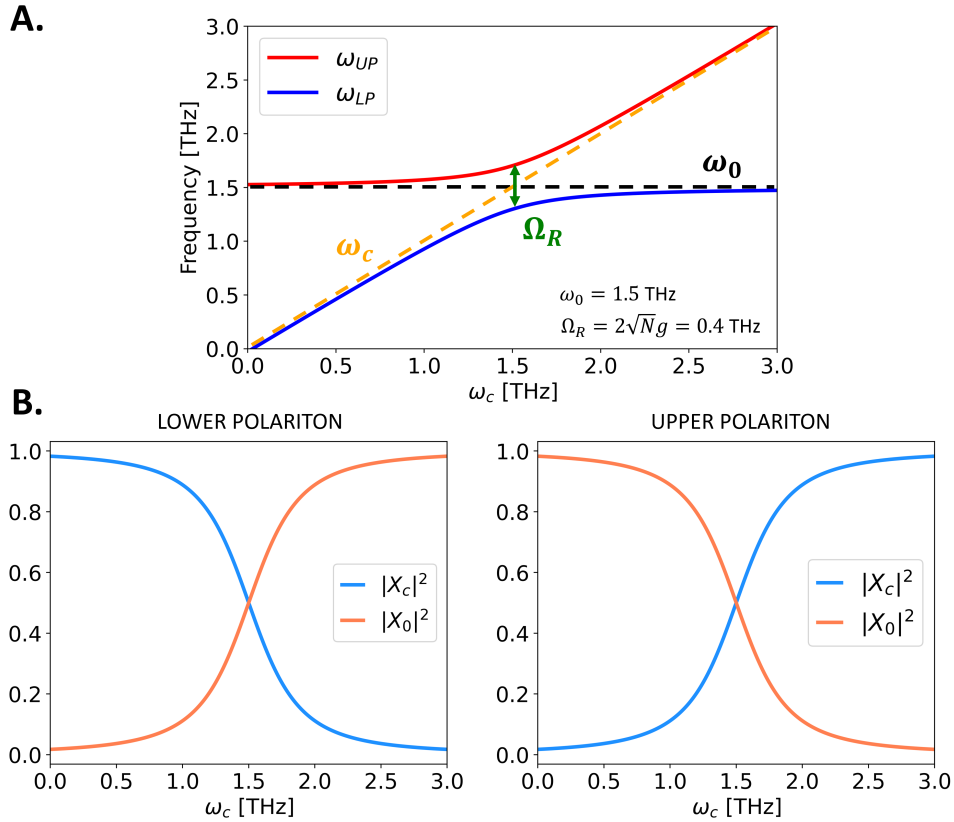 A.
3.0
2.5
2.0
1.5
1.0
0.5
0.0
Frequency [THz]
ω_UP
ω_LP
ω₀
ω_c
Ω_R
ω₀ = 1.5 THz
Ω_R = 2√N̅g = 0.4 THz
0.0 0.5 1.0 1.5 2.0 2.5 3.0
ω_c [THz]
B.
LOWER POLARITON
1.0
0.8
0.6
0.4
0.2
0.0
|X_c|²
|X₀|²
0.0 0.5 1.0 1.5 2.0 2.5 3.0
ω_c [THz]
UPPER POLARITON
1.0
0.8
0.6
0.4
0.2
0.0
|X_c|²
|X₀|²
0.0 0.5 1.0 1.5 2.0 2.5 3.0
ω_c [THz]